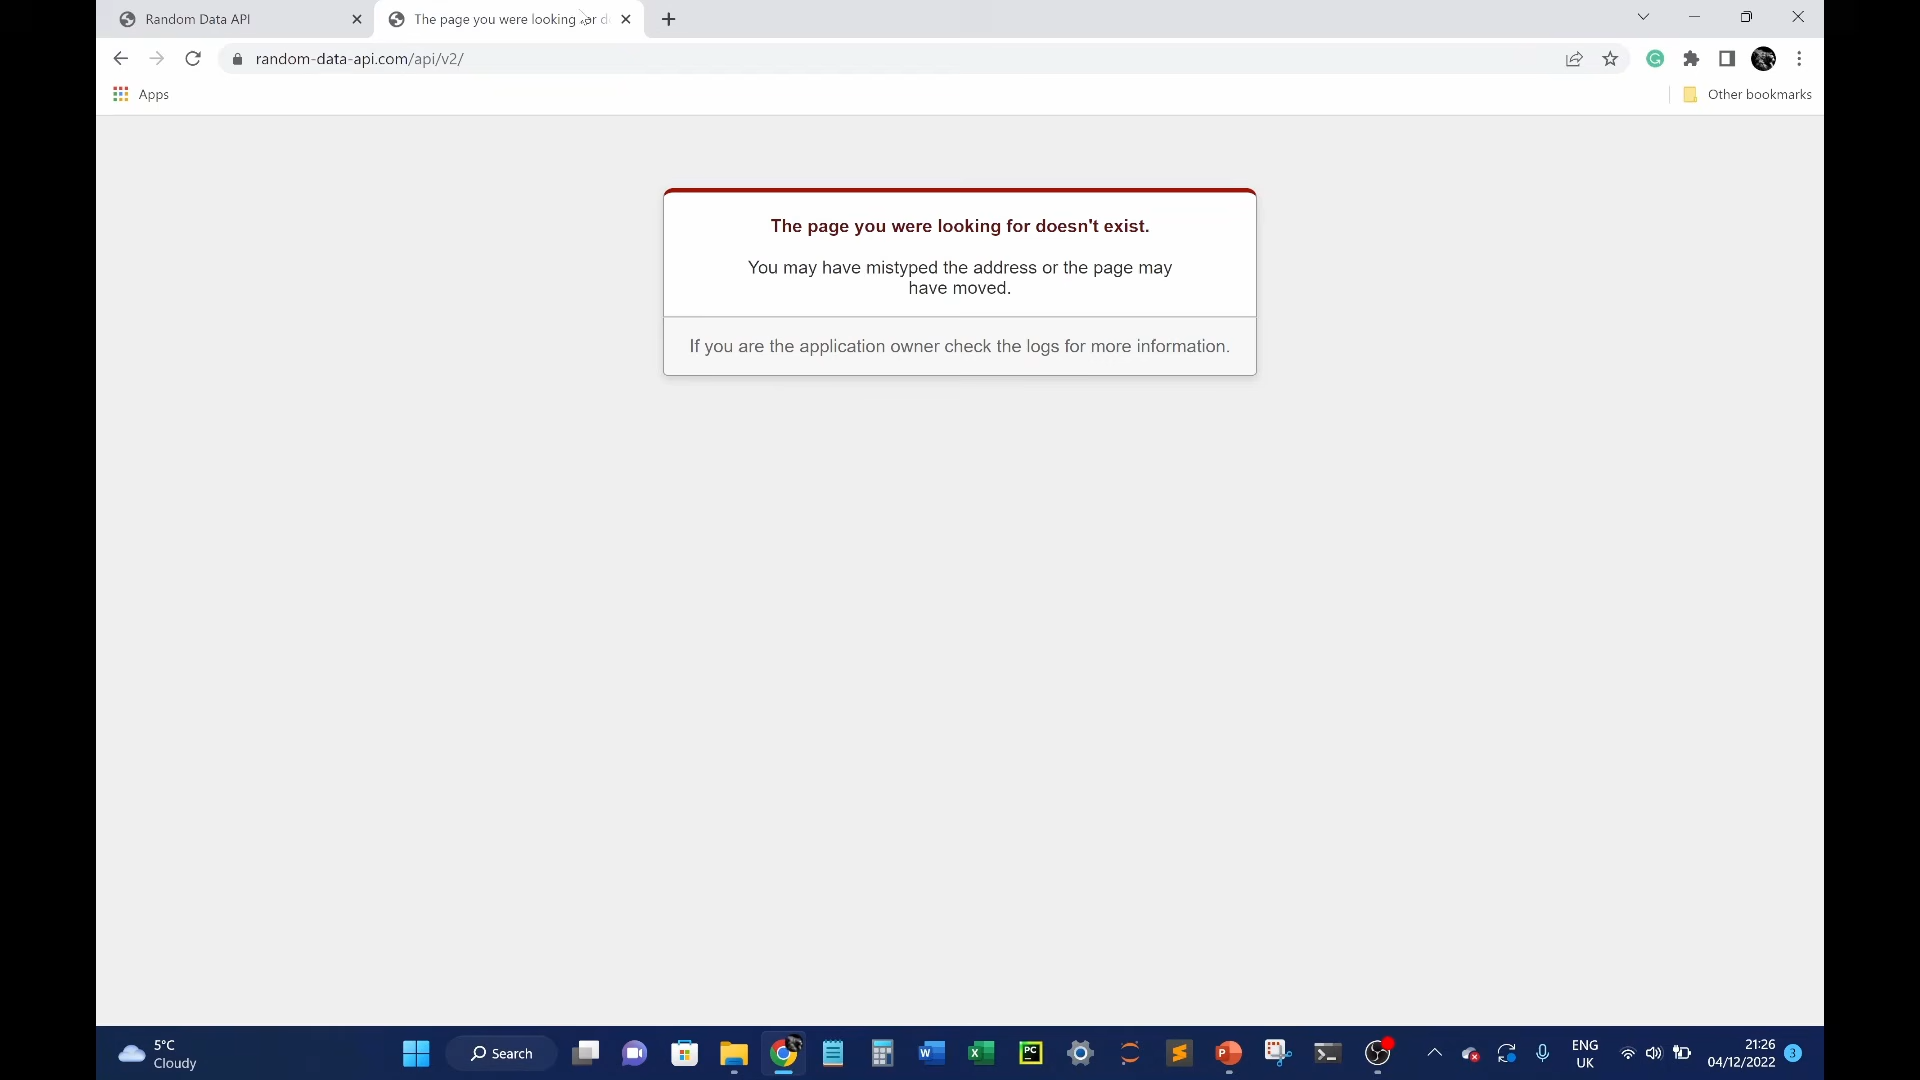 Random Data API
The page you were looking for d
random-data-api.com/api/v2/
Apps
Other bookmarks
The page you were looking for doesn't exist.
You may have mistyped the address or the page may
have moved.
If you are the application owner check the logs for more information.
5°C
Cloudy
Search
ENG
UK
21:26
04/12/2022
3